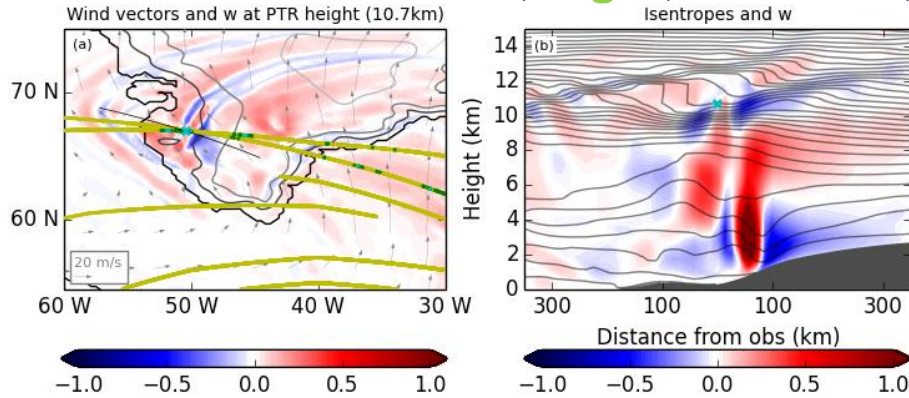 Wind vectors and w at PTR height (10.7km)
(a)
70 N
60 N
20 m/s
60 W 50 W 40 W 30 W
−1.0 −0.5 0.0 0.5 1.0
Isentropes and w
(b)
Height (km)
14
12
10
8
6
4
2
0
300 100 100 300
Distance from obs (km)
−1.0 −0.5 0.0 0.5 1.0